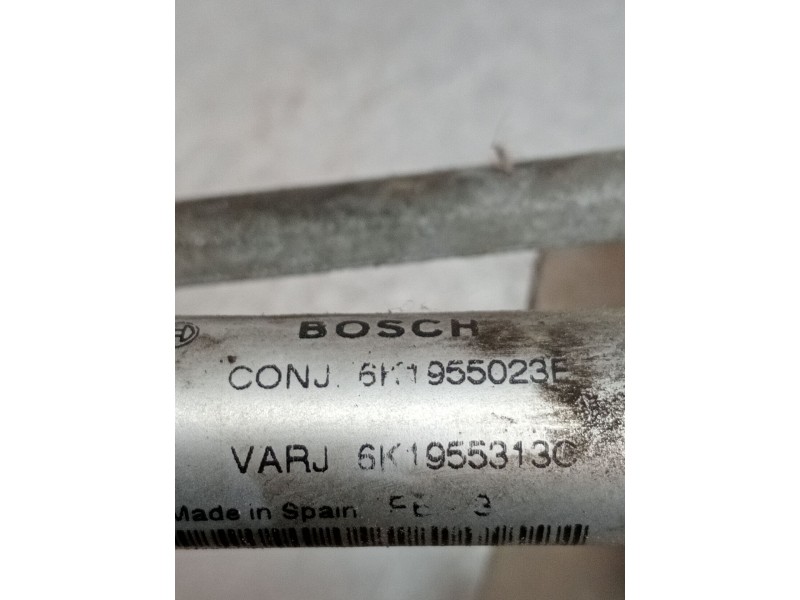 BOSCH
CONJ. 6K1955023E
VARJ 6K1955313C
Made in Spain